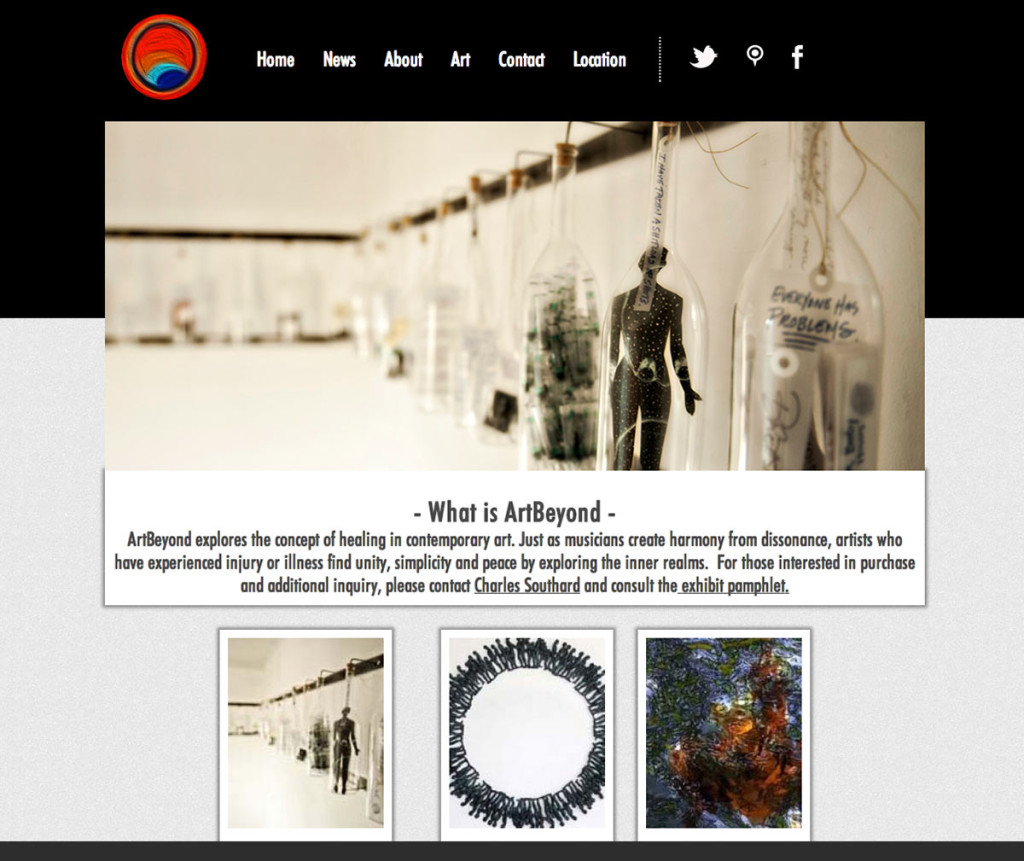 Home News About Art Contact Location
EVERYONE HAS
PROBLEMS.
- What is ArtBeyond -
ArtBeyond explores the concept of healing in contemporary art. Just as musicians create harmony from dissonance, artists who
have experienced injury or illness find unity, simplicity and peace by exploring the inner realms. For those interested in purchase
and additional inquiry, please contact Charles Southard and consult the exhibit pamphlet.